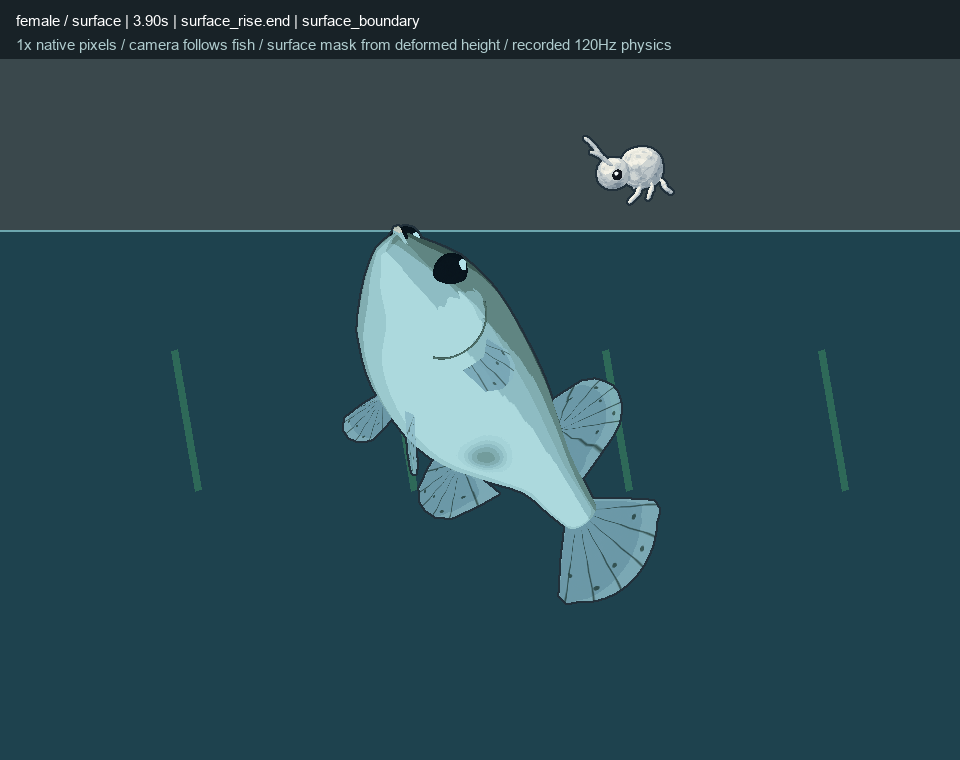 female / surface | 3.90s | surface_rise.end | surface_boundary
1x native pixels / camera follows fish / surface mask from deformed height / recorded 120Hz physics